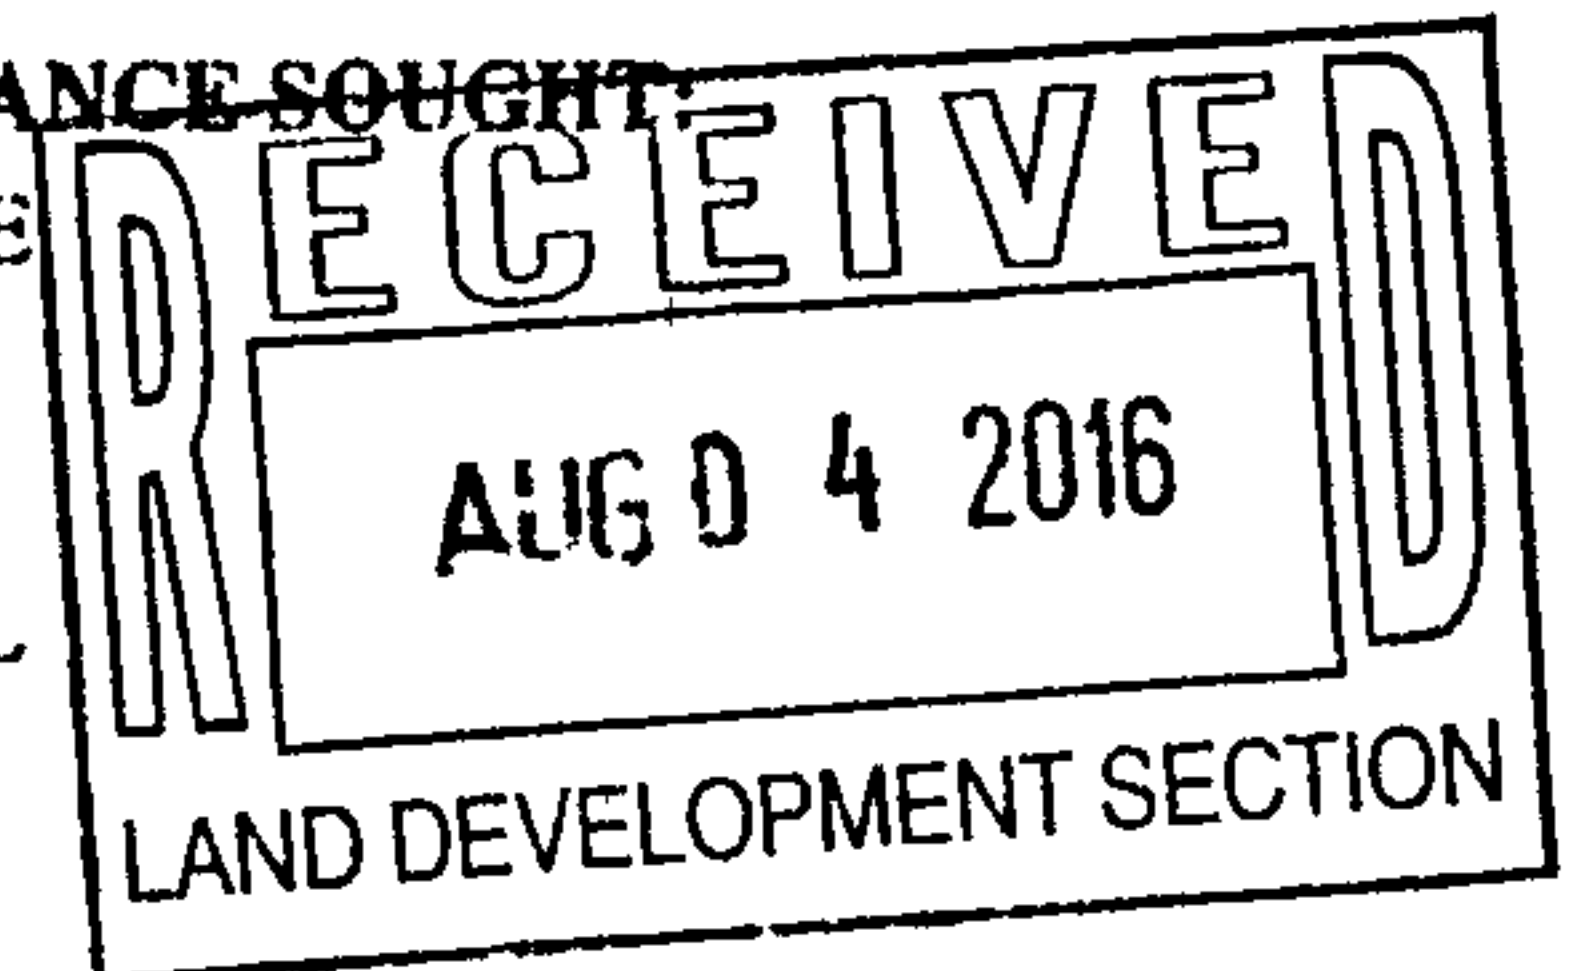 ANCE SOUGHT:
E
RECEIVED
AUG 0 4 2016
LAND DEVELOPMENT SECTION